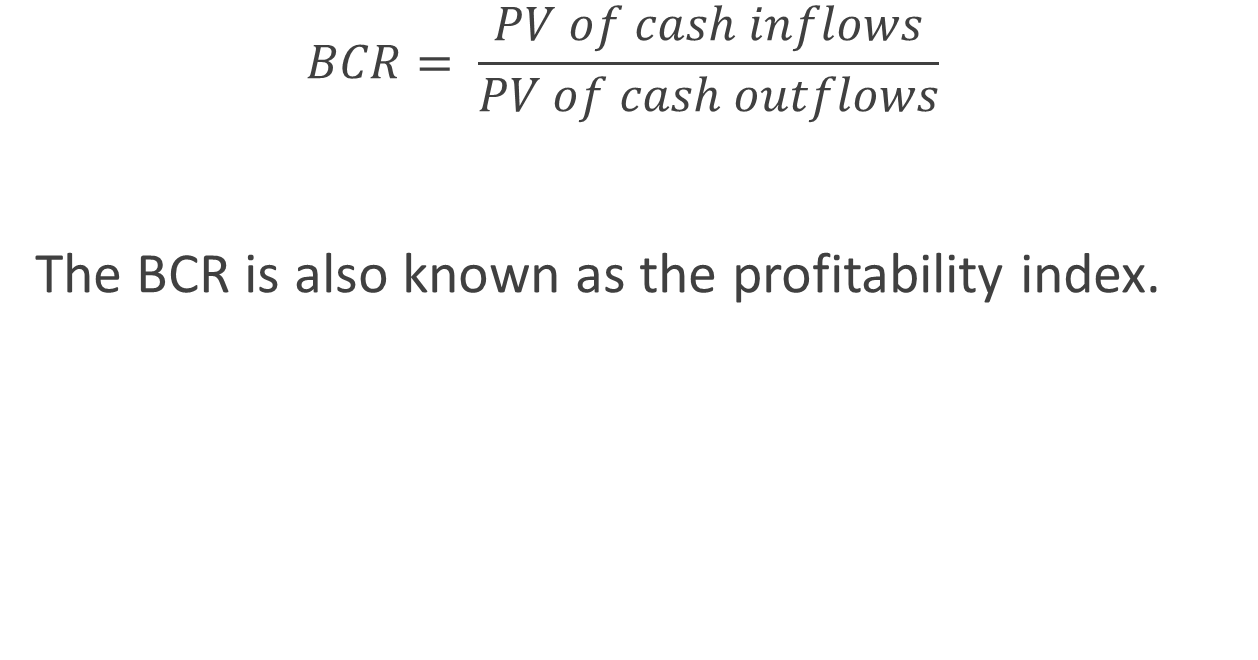 BCR = PV of cash inflows
PV of cash outflows
The BCR is also known as the profitability index.